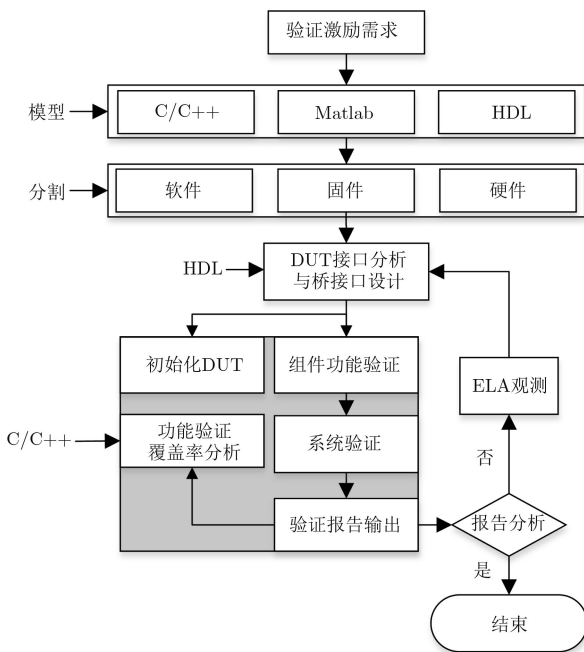 验证激励需求
模型
C/C++
Matlab
HDL
分割
软件
固件
硬件
HDL
DUT接口分析
与桥接口设计
初始化DUT
组件功能验证
ELA观测
C/C++
功能验证
覆盖率分析
系统验证
否
验证报告输出
报告分析
是
结束